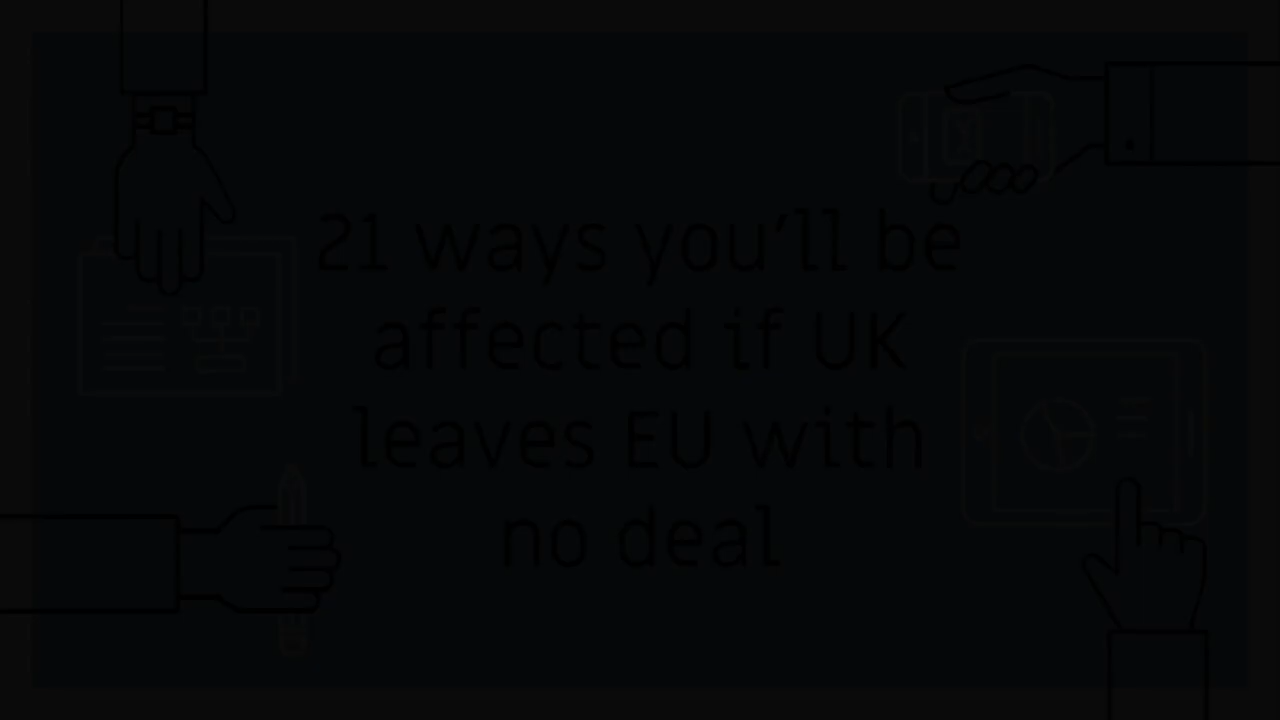 21 ways you'll be
affected if UK
leaves EU with
no deal